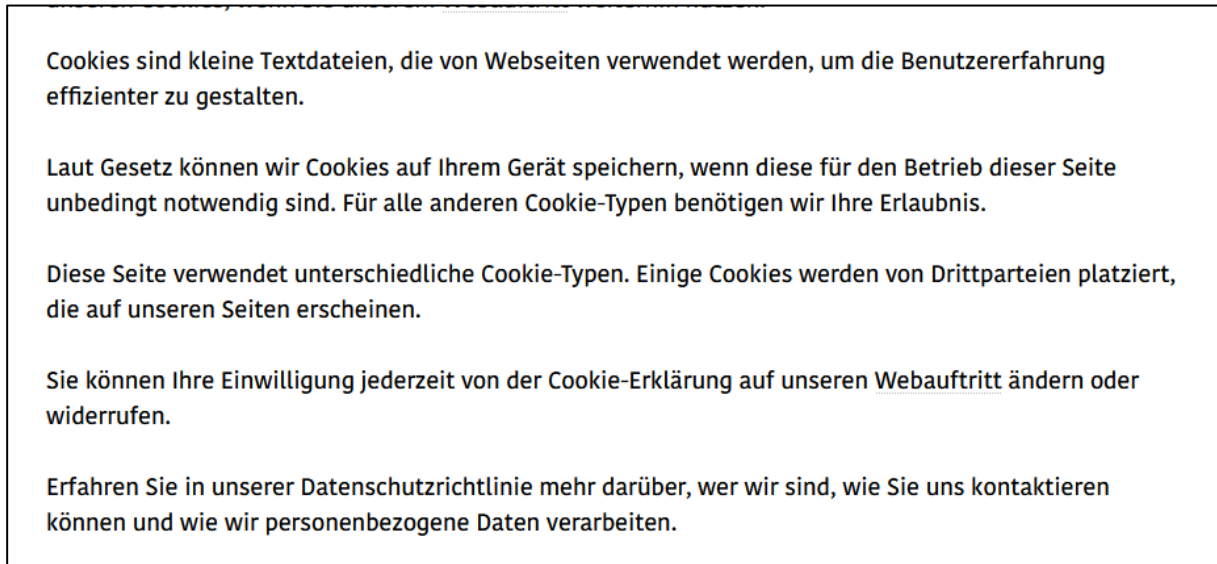 Cookies sind kleine Textdateien, die von Webseiten verwendet werden, um die Benutzererfahrung
effizienter zu gestalten.
Laut Gesetz können wir Cookies auf Ihrem Gerät speichern, wenn diese für den Betrieb dieser Seite
unbedingt notwendig sind. Für alle anderen Cookie-Typen benötigen wir Ihre Erlaubnis.
Diese Seite verwendet unterschiedliche Cookie-Typen. Einige Cookies werden von Drittparteien platziert,
die auf unseren Seiten erscheinen.
Sie können Ihre Einwilligung jederzeit von der Cookie-Erklärung auf unseren Webauftritt ändern oder
widerrufen.
Erfahren Sie in unserer Datenschutzrichtlinie mehr darüber, wer wir sind, wie Sie uns kontaktieren
können und wie wir personenbezogene Daten verarbeiten.